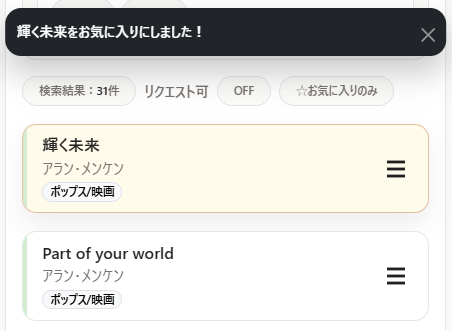 輝く未来をお気に入りにしました！
検索結果：31件 リクエスト可 OFF ☆お気に入りのみ
輝く未来
アラン・メンケン
ポップス/映画
Part of your world
アラン・メンケン
ポップス/映画